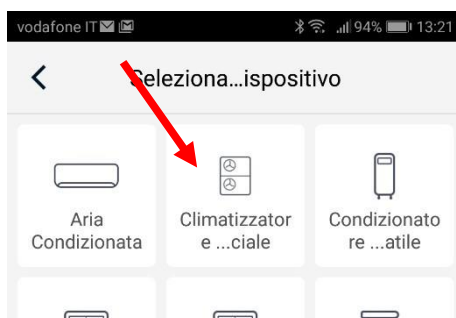 vodafone IT 94% 13:21
Seleziona...ispositivo
Aria
Condizionata
Climatizzator
e ...ciale
Condizionato
re ...atile